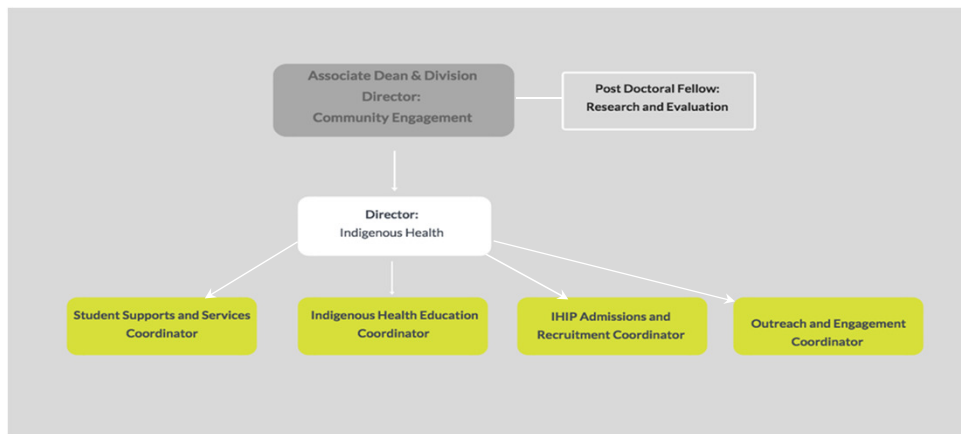 Associate Dean & Division
Director:
Community Engagement
Post Doctoral Fellow:
Research and Evaluation
Director:
Indigenous Health
Student Supports and Services
Coordinator
Indigenous Health Education
Coordinator
IHIP Admissions and
Recruitment Coordinator
Outreach and Engagement
Coordinator